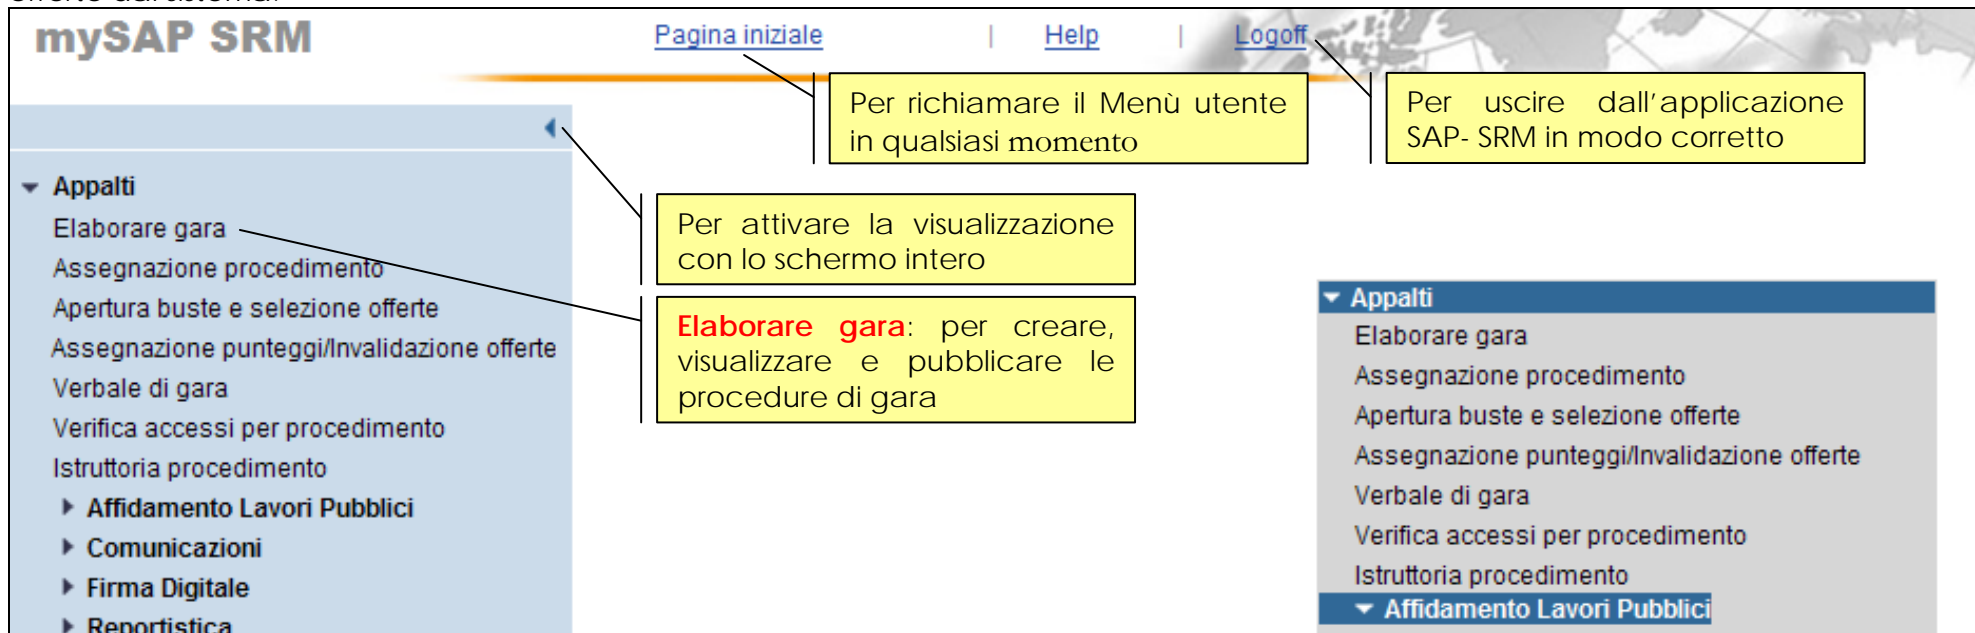 offerte dal sistema.
mySAP SRM
Pagina iniziale | Help | Logoff
Per richiamare il Menù utente
in qualsiasi momento
Per uscire dall'applicazione
SAP- SRM in modo corretto
Appalti
Elaborare gara
Assegnazione procedimento
Apertura buste e selezione offerte
Assegnazione punteggi/Invalidazione offerte
Verbale di gara
Verifica accessi per procedimento
Istruttoria procedimento
Affidamento Lavori Pubblici
Comunicazioni
Firma Digitale
Reportistica
Per attivare la visualizzazione
con lo schermo intero
Elaborare gara: per creare,
visualizzare e pubblicare le
procedure di gara
Appalti
Elaborare gara
Assegnazione procedimento
Apertura buste e selezione offerte
Assegnazione punteggi/Invalidazione offerte
Verbale di gara
Verifica accessi per procedimento
Istruttoria procedimento
Affidamento Lavori Pubblici